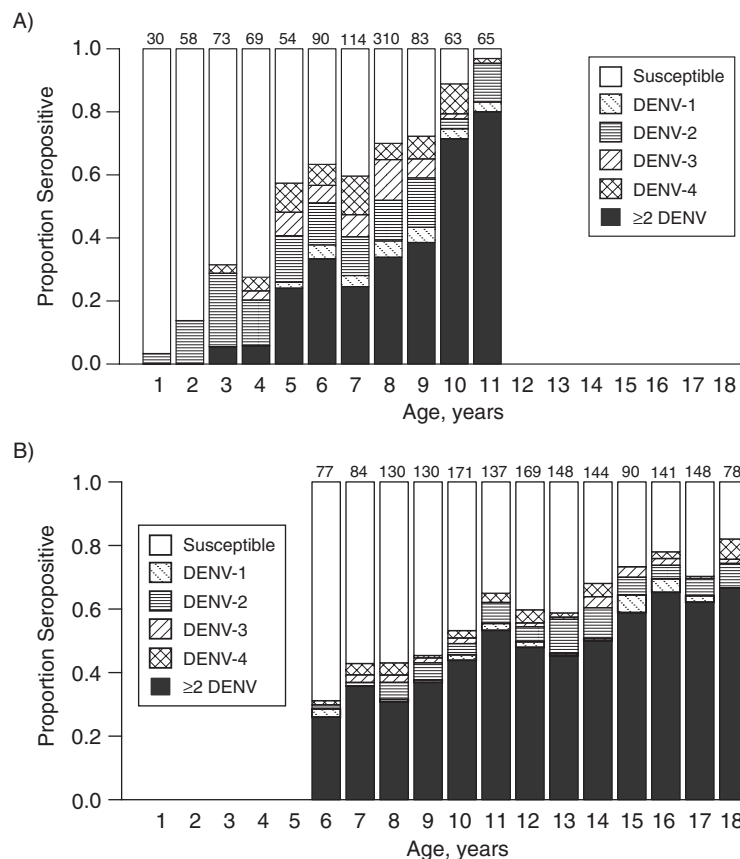 A)
30 58 73 69 54 90 114 310 83 63 65
1.0
0.8
0.6
0.4
0.2
0.0
Proportion Seropositive
Susceptible
DENV-1
DENV-2
DENV-3
DENV-4
≥2 DENV
1 2 3 4 5 6 7 8 9 10 11 12 13 14 15 16 17 18
Age, years
B)
77 84 130 130 171 137 169 148 144 90 141 148 78
1.0
0.8
0.6
0.4
0.2
0.0
Proportion Seropositive
Susceptible
DENV-1
DENV-2
DENV-3
DENV-4
≥2 DENV
1 2 3 4 5 6 7 8 9 10 11 12 13 14 15 16 17 18
Age, years